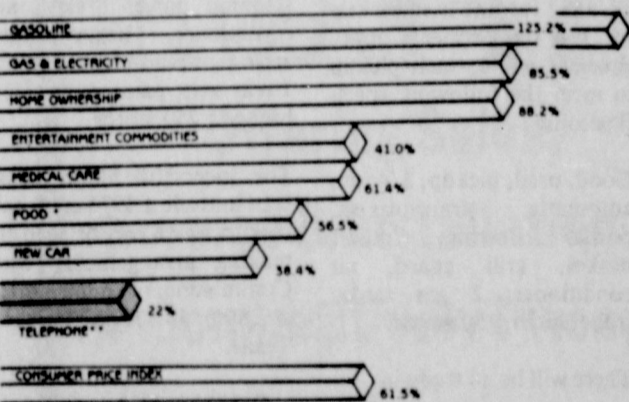 GASOLINE 125.2%
GAS & ELECTRICITY
85.5%
HOME OWNERSHIP
88.2%
ENTERTAINMENT COMMODITIES
41.0%
MEDICAL CARE
61.4%
FOOD *
56.5%
NEW CAR
38.4%
22%
TELEPHONE**
CONSUMER PRICE INDEX
61.5%